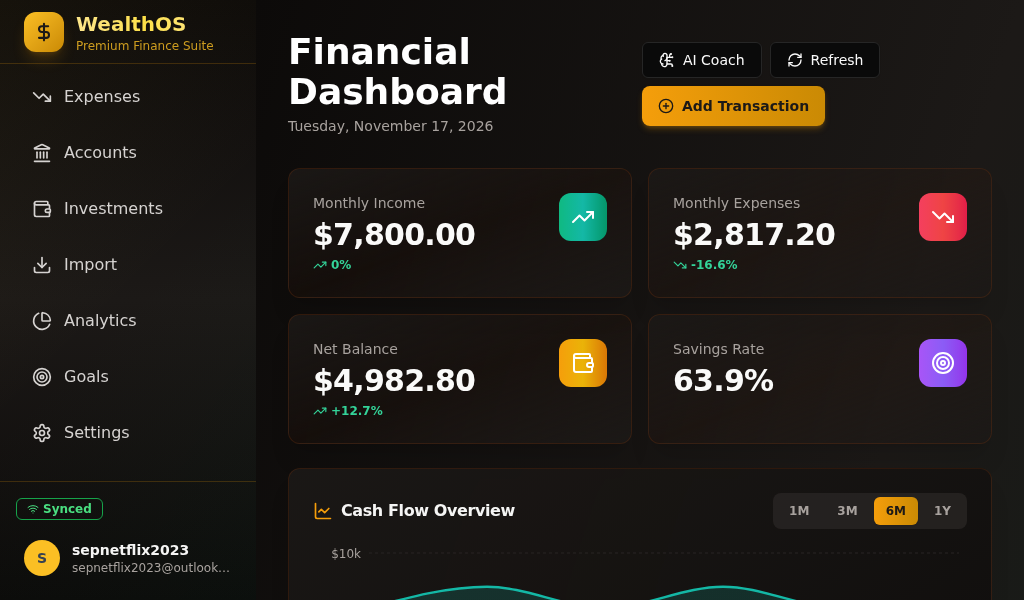 WealthOS
Premium Finance Suite
Expenses
Accounts
Investments
Import
Analytics
Goals
Settings
Synced
S
sepnetflix2023
sepnetflix2023@outlook...
Financial
Dashboard
Tuesday, November 17, 2026
AI Coach
Refresh
Add Transaction
Monthly Income
$7,800.00
0%
Monthly Expenses
$2,817.20
-16.6%
Net Balance
$4,982.80
+12.7%
Savings Rate
63.9%
Cash Flow Overview
1M 3M 6M 1Y
$10k